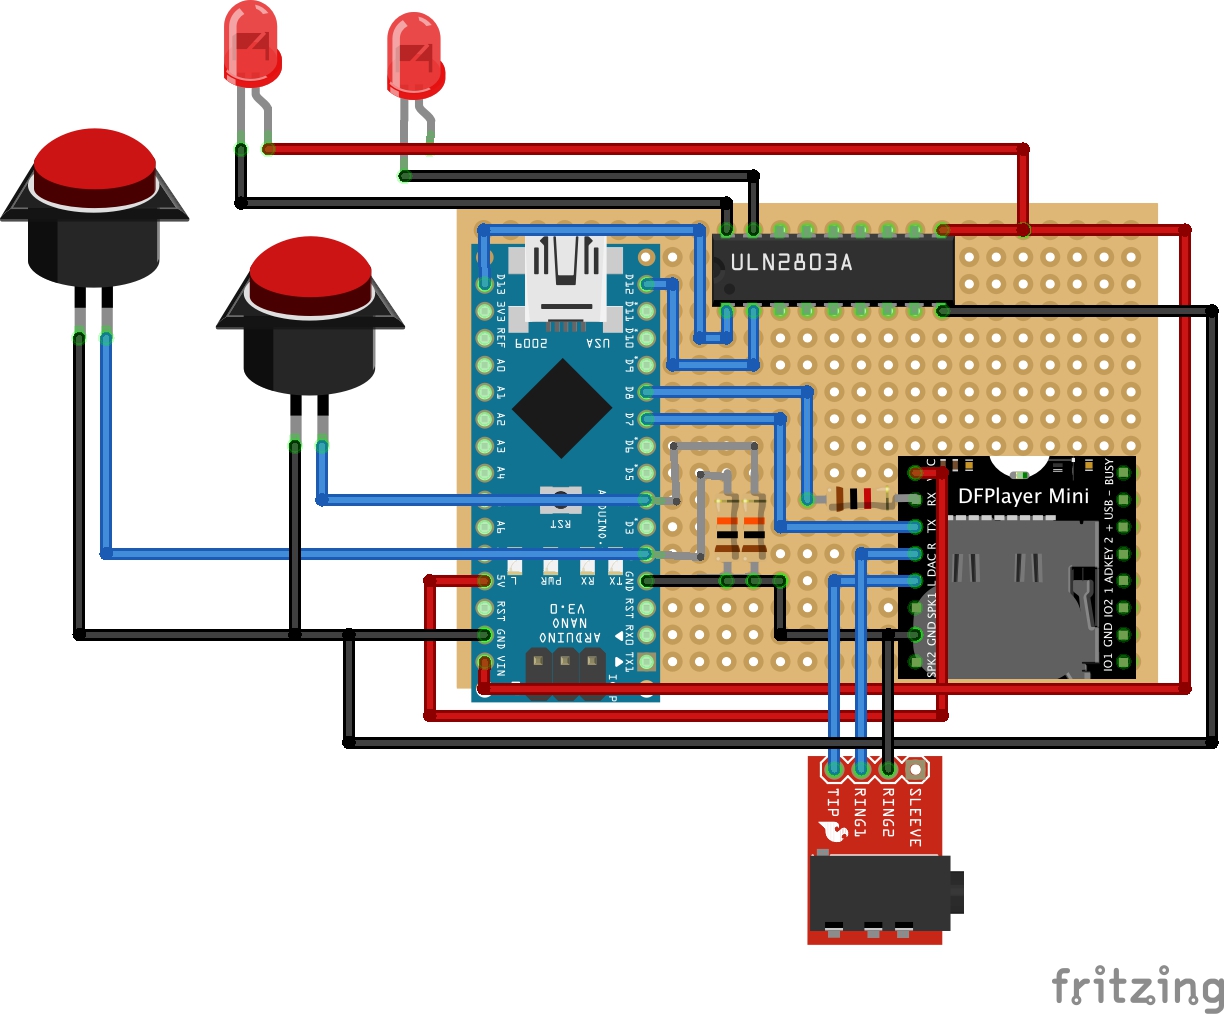 ULN2803A
D13
3V3
REF
A0
A1
A2
A3
A4
A6
5V
RST
GND
VIN
D12
D11
D10
D9
D8
D7
D6
D5
D3
GND
RST
RX0
TX1
USA
2009
RST
ARDUINO.
L
PWR
RX
TX
ARDUINO
NANO
V3.0
DFPlayer Mini
RX
TX
DAC R
DAC L
SPK1
GND
SPK2
BUSY
USB -
USB +
ADKEY 2
ADKEY 1
IO2
GND
IO1
TIP
RING1
RING2
SLEEVE
fritzing